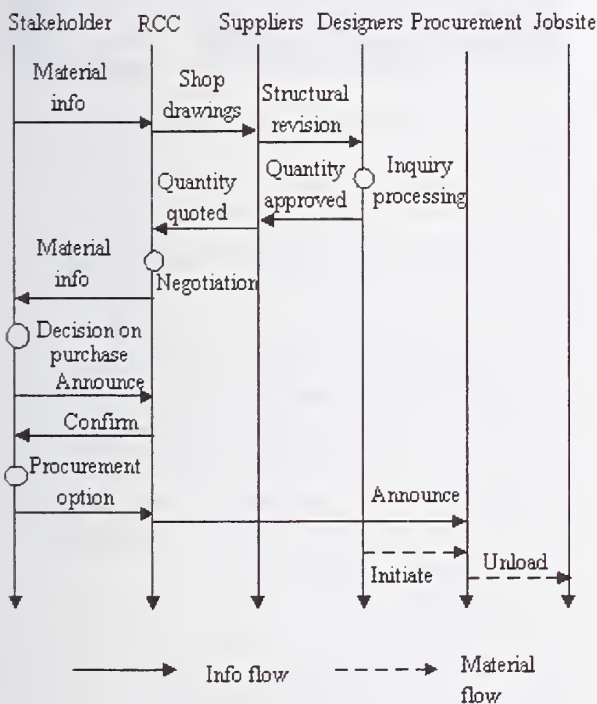 Stakeholder RCC Suppliers Designers Procurement Jobsite
Material
info
Shop
drawings
Structural
revision
Quantity
quoted
Quantity
approved
Inquiry
processing
Material
info
Negotiation
Decision on
purchase
Announce
Confirm
Procurement
option
Announce
Initiate
Unload
Info flow
Material
flow